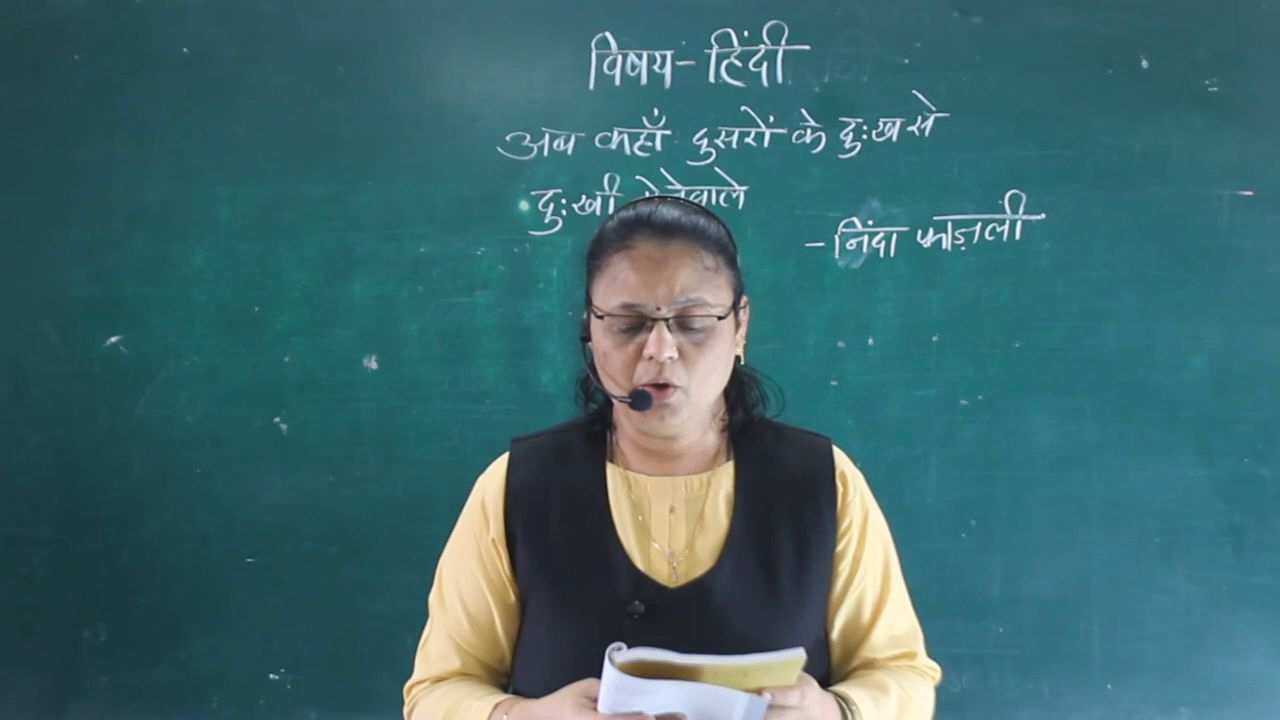 विषय - हिंदी
अब कहाँ दुसरों के दुःख से
दुःखी
- निंदा फाज़ली